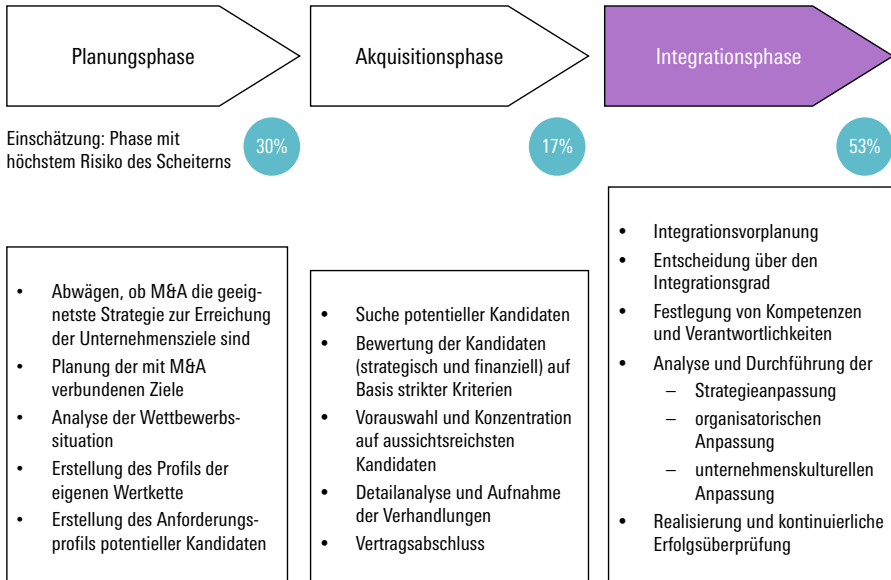 Planungsphase
Akquisitionsphase
Integrationsphase
Einschätzung: Phase mit
höchstem Risiko des Scheiterns
30%
17%
53%
• Abwägen, ob M&A die geeig-
netste Strategie zur Erreichung
der Unternehmensziele sind
• Planung der mit M&A
verbundenen Ziele
• Analyse der Wettbewerbs-
situation
• Erstellung des Profils der
eigenen Wertkette
• Erstellung des Anforderungs-
profils potentieller Kandidaten
• Suche potentieller Kandidaten
• Bewertung der Kandidaten
(strategisch und finanziell) auf
Basis strikter Kriterien
• Vorauswahl und Konzentration
auf aussichtsreichsten
Kandidaten
• Detailanalyse und Aufnahme
der Verhandlungen
• Vertragsabschluss
• Integrationsvorplanung
• Entscheidung über den
Integrationsgrad
• Festlegung von Kompetenzen
und Verantwortlichkeiten
• Analyse und Durchführung der
– Strategieanpassung
– organisatorischen
Anpassung
– unternehmenskulturellen
Anpassung
• Realisierung und kontinuierliche
Erfolgsüberprüfung